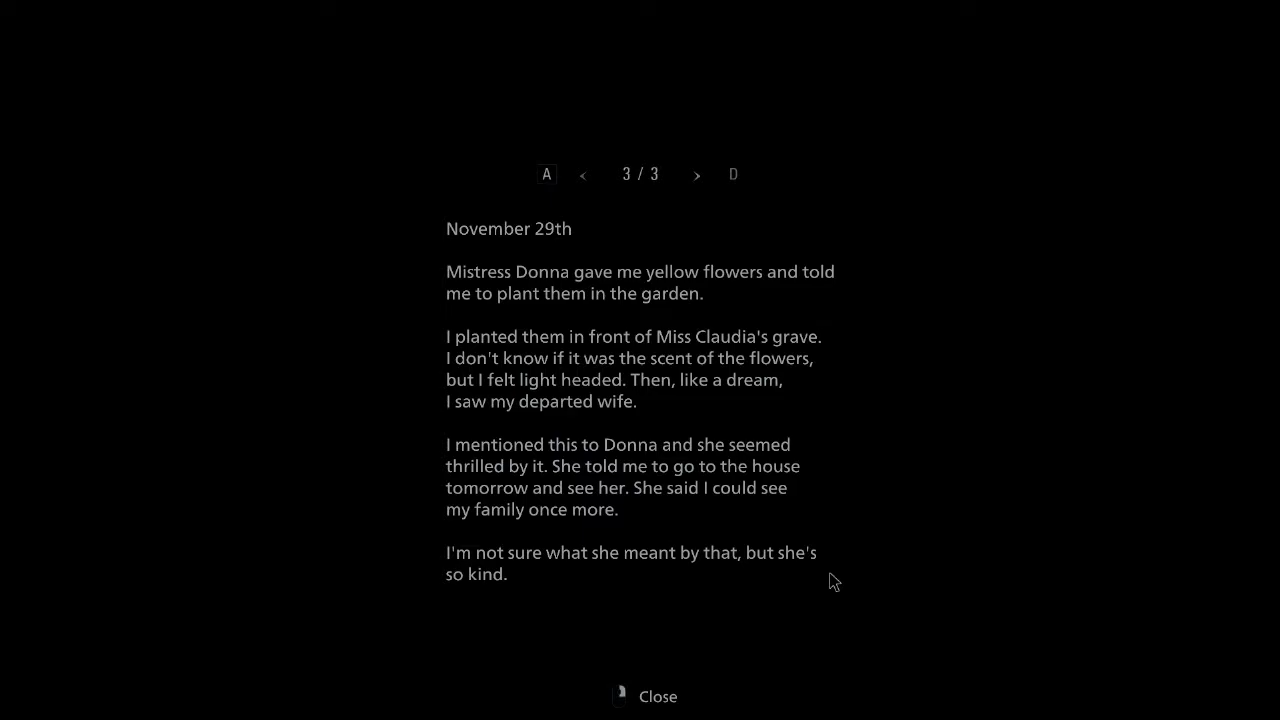 A < 3 / 3 > D
November 29th
Mistress Donna gave me yellow flowers and told
me to plant them in the garden.
I planted them in front of Miss Claudia's grave.
I don't know if it was the scent of the flowers,
but I felt light headed. Then, like a dream,
I saw my departed wife.
I mentioned this to Donna and she seemed
thrilled by it. She told me to go to the house
tomorrow and see her. She said I could see
my family once more.
I'm not sure what she meant by that, but she's
so kind.
Close